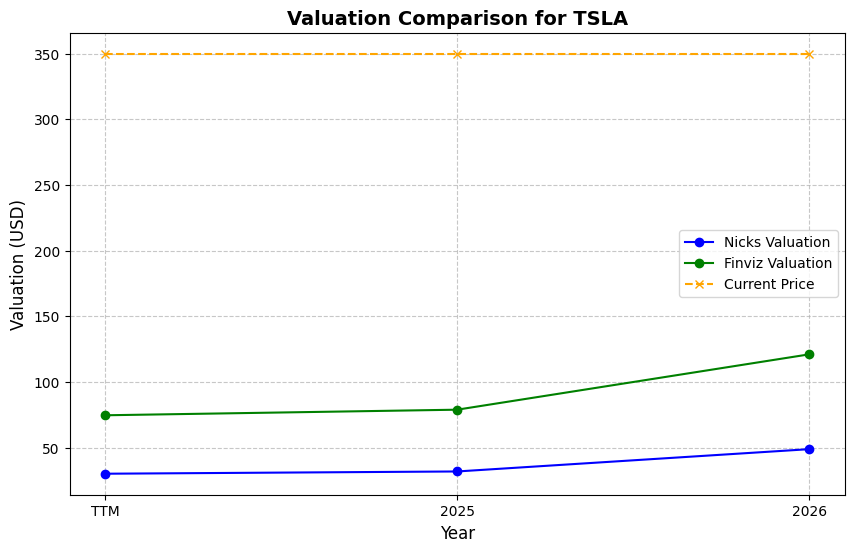 Valuation Comparison for TSLA
Valuation (USD)
350
300
250
200
150
100
50
Nicks Valuation
Finviz Valuation
Current Price
TTM
2025
2026
Year